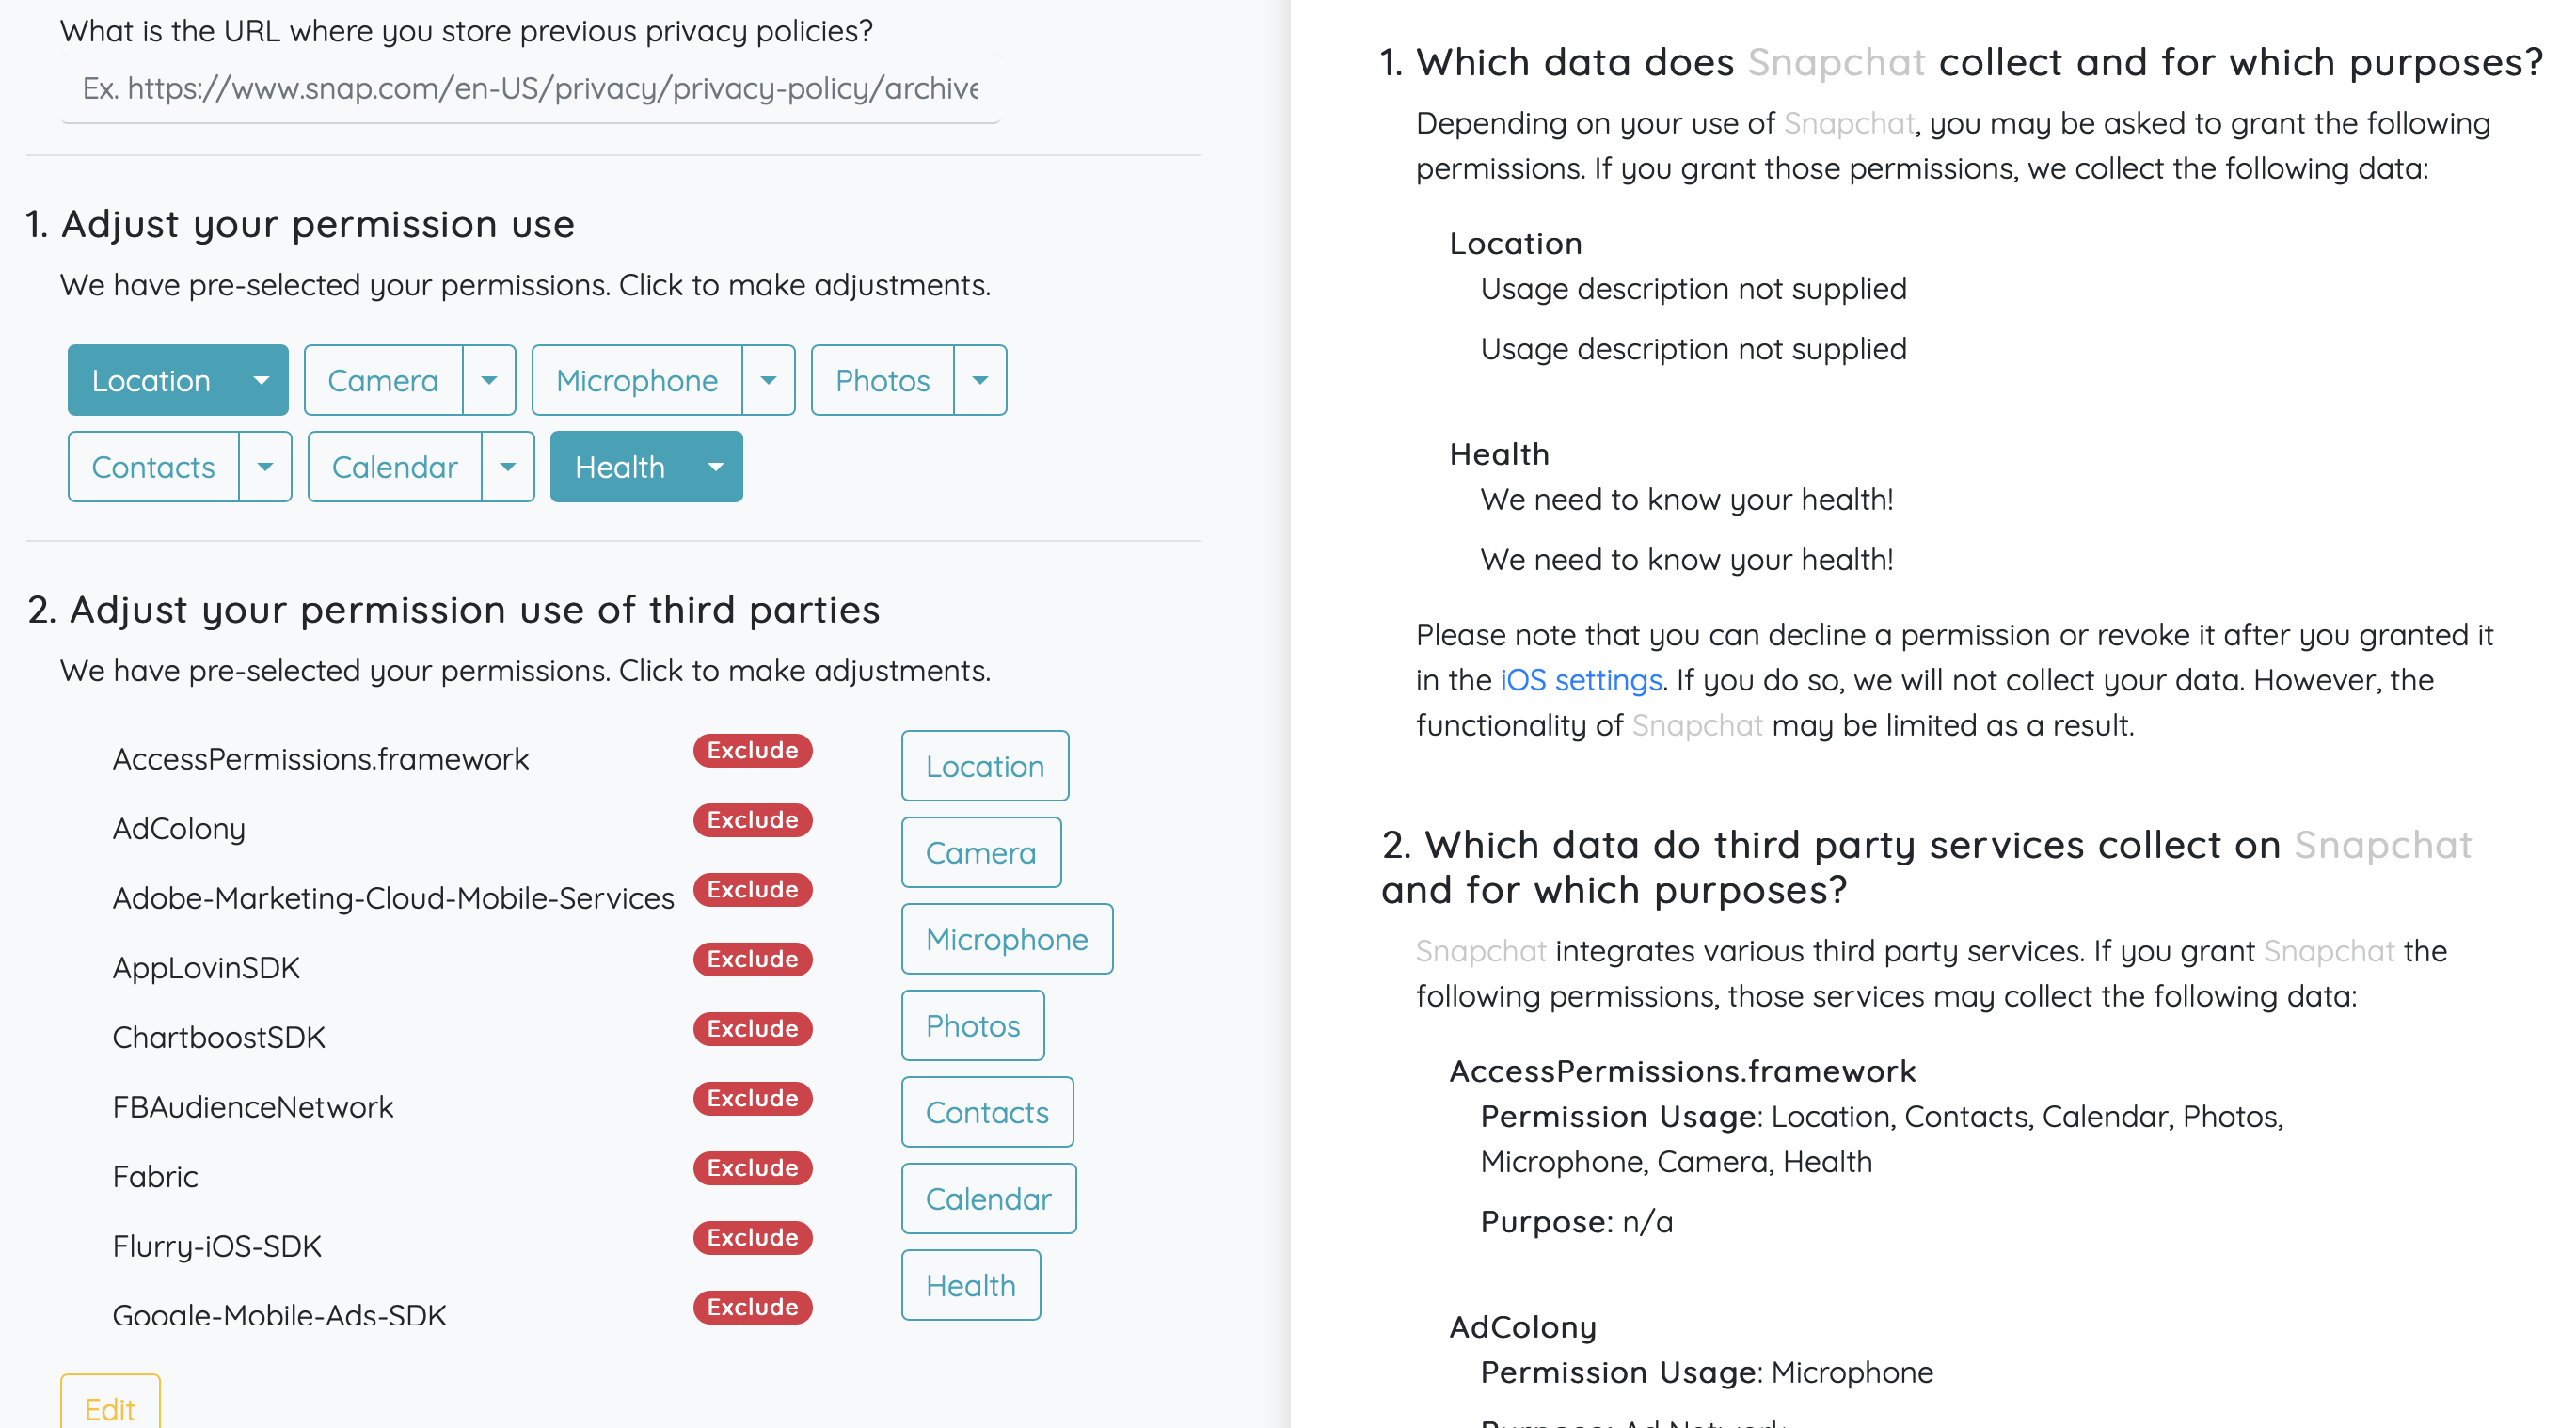 What is the URL where you store previous privacy policies?
Ex. https://www.snap.com/en-US/privacy/privacy-policy/archive
1. Adjust your permission use
We have pre-selected your permissions. Click to make adjustments.
Location Camera Microphone Photos
Contacts Calendar Health
2. Adjust your permission use of third parties
We have pre-selected your permissions. Click to make adjustments.
AccessPermissions.framework Exclude
AdColony Exclude
Adobe-Marketing-Cloud-Mobile-Services Exclude
AppLovinSDK Exclude
ChartboostSDK Exclude
FBAudienceNetwork Exclude
Fabric Exclude
Flurry-iOS-SDK Exclude
Google-Mobile-Ads-SDK Exclude
Location
Camera
Microphone
Photos
Contacts
Calendar
Health
Edit
1. Which data does Snapchat collect and for which purposes?
Depending on your use of Snapchat, you may be asked to grant the following
permissions. If you grant those permissions, we collect the following data:
Location
Usage description not supplied
Usage description not supplied
Health
We need to know your health!
We need to know your health!
Please note that you can decline a permission or revoke it after you granted it
in the iOS settings. If you do so, we will not collect your data. However, the
functionality of Snapchat may be limited as a result.
2. Which data do third party services collect on Snapchat
and for which purposes?
Snapchat integrates various third party services. If you grant Snapchat the
following permissions, those services may collect the following data:
AccessPermissions.framework
Permission Usage: Location, Contacts, Calendar, Photos,
Microphone, Camera, Health
Purpose: n/a
AdColony
Permission Usage: Microphone
Purpose: Ad Network